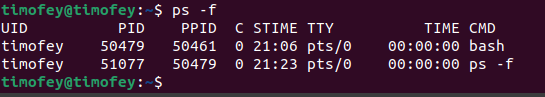 timofey@timofey:~$ ps -f
UID          PID    PPID  C STIME TTY          TIME CMD
timofey    50479   50461  0 21:06 pts/0    00:00:00 bash
timofey    51077   50479  0 21:23 pts/0    00:00:00 ps -f
timofey@timofey:~$